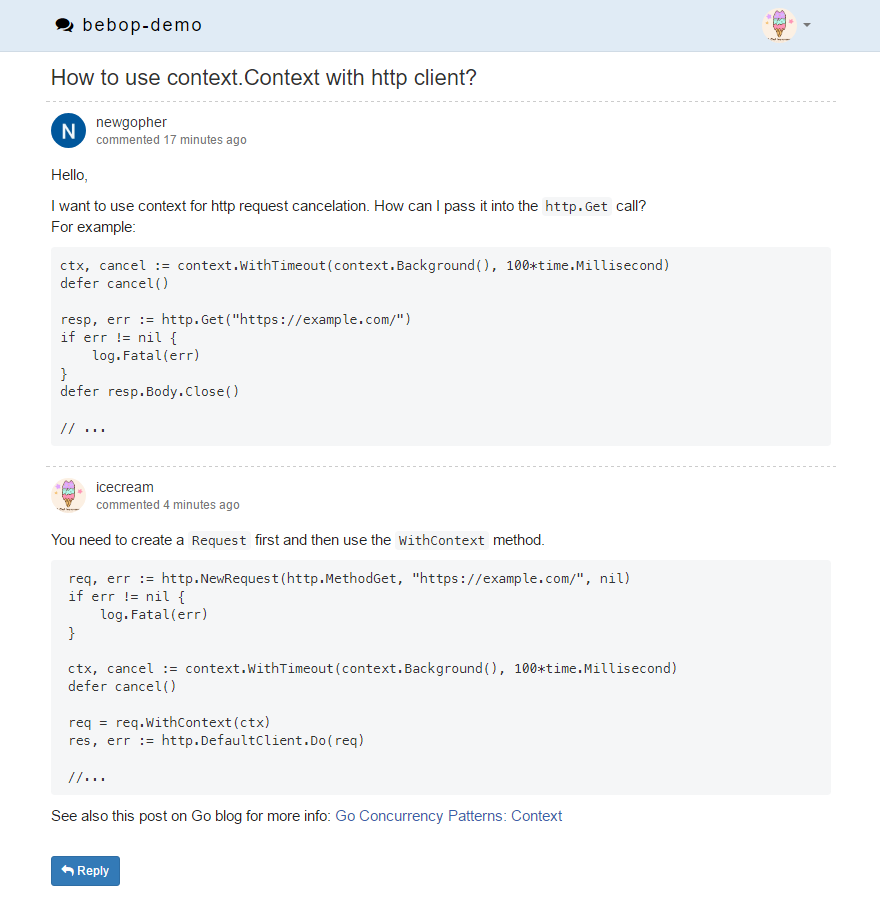 bebop-demo
How to use context.Context with http client?
N
newgopher
commented 17 minutes ago
Hello,
I want to use context for http request cancelation. How can I pass it into the http.Get call?
For example:
ctx, cancel := context.WithTimeout(context.Background(), 100*time.Millisecond)
defer cancel()
resp, err := http.Get("https://example.com/")
if err != nil {
    log.Fatal(err)
}
defer resp.Body.Close()
// ...
icecream
commented 4 minutes ago
You need to create a Request first and then use the WithContext method.
req, err := http.NewRequest(http.MethodGet, "https://example.com/", nil)
if err != nil {
    log.Fatal(err)
}
ctx, cancel := context.WithTimeout(context.Background(), 100*time.Millisecond)
defer cancel()
req = req.WithContext(ctx)
res, err := http.DefaultClient.Do(req)
//...
See also this post on Go blog for more info: Go Concurrency Patterns: Context
Reply